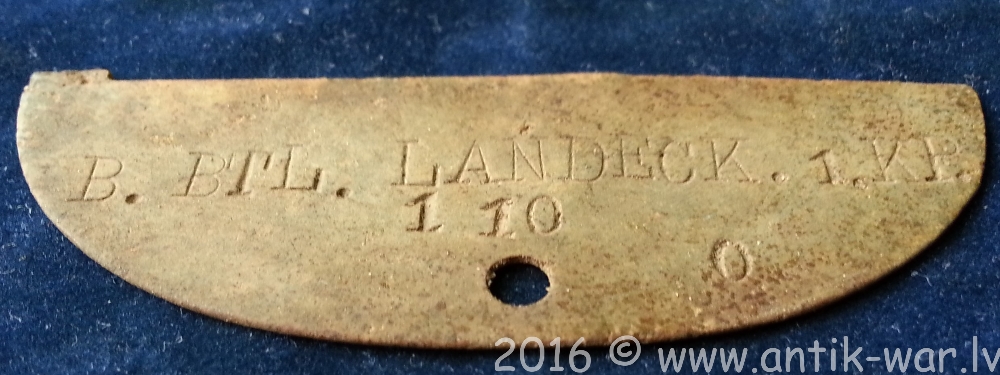 B. BTL. LANDECK. 1.KP.
1 10
0
2016 © www.antik-war.lv